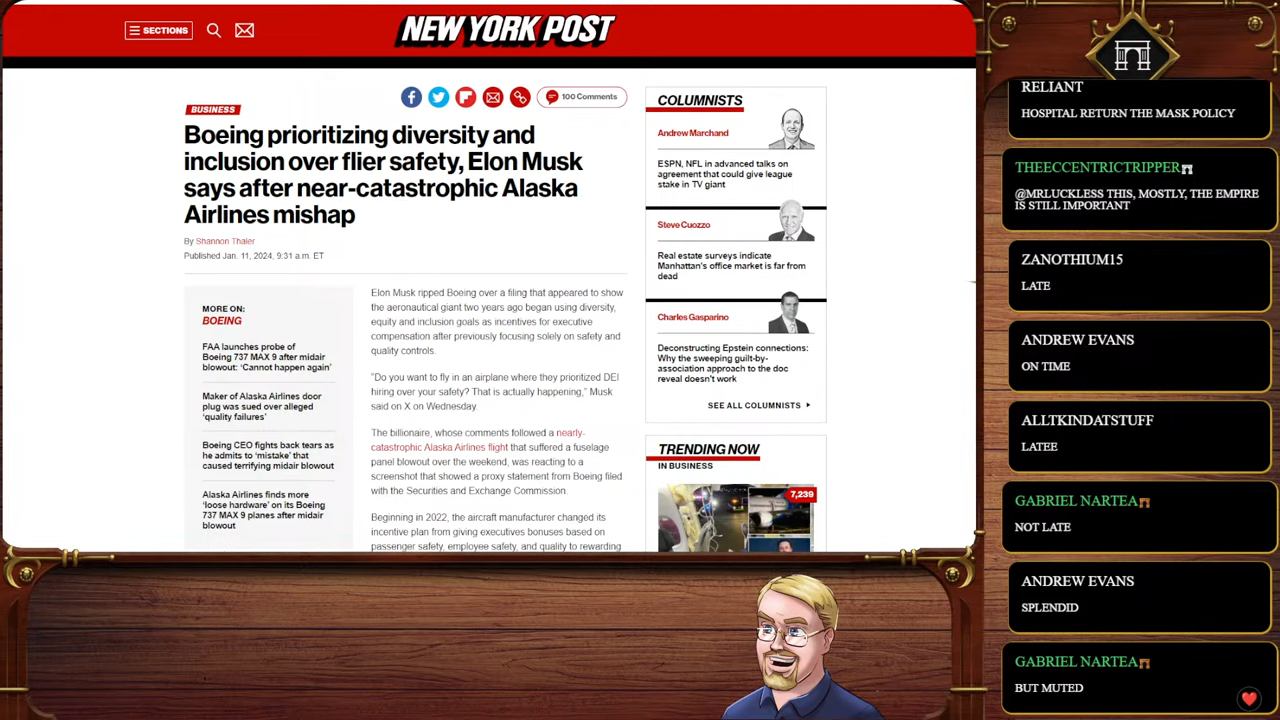 SECTIONS
NEW YORK POST
100 Comments
BUSINESS
Boeing prioritizing diversity and
inclusion over flier safety, Elon Musk
says after near-catastrophic Alaska
Airlines mishap
By Shannon Thaler
Published Jan. 11, 2024, 9:31 a.m. ET
MORE ON:
BOEING
FAA launches probe of
Boeing 737 MAX 9 after midair
blowout: ‘Cannot happen again’
Maker of Alaska Airlines door
plug was sued over alleged
‘quality failures’
Boeing CEO fights back tears as
he admits to ‘mistake’ that
caused terrifying midair blowout
Alaska Airlines finds more
‘loose hardware’ on its Boeing
737 MAX 9 planes after midair
blowout
Elon Musk ripped Boeing over a filing that appeared to show
the aeronautical giant two years ago began using diversity,
equity and inclusion goals as incentives for executive
compensation after previously focusing solely on safety and
quality controls.
“Do you want to fly in an airplane where they prioritized DEI
hiring over your safety? That is actually happening,” Musk
said on X on Wednesday.
The billionaire, whose comments followed a nearly-
catastrophic Alaska Airlines flight that suffered a fuselage
panel blowout over the weekend, was reacting to a
screenshot that showed a proxy statement from Boeing filed
with the Securities and Exchange Commission.
Beginning in 2022, the aircraft manufacturer changed its
incentive plan from giving executives bonuses based on
passenger safety, employee safety, and quality to rewarding
COLUMNISTS
Andrew Marchand
ESPN, NFL in advanced talks on
agreement that could give league
stake in TV giant
Steve Cuozzo
Real estate surveys indicate
Manhattan's office market is far from
dead
Charles Gasparino
Deconstructing Epstein connections:
Why the sweeping guilt-by-
association approach to the doc
reveal doesn't work
SEE ALL COLUMNISTS
TRENDING NOW
IN BUSINESS
7,239
RELIANT
HOSPITAL RETURN THE MASK POLICY
THEECCENTRICTRIPPER
@MRLUCKLESS THIS, MOSTLY, THE EMPIRE
IS STILL IMPORTANT
ZANOTHIUM15
LATE
ANDREW EVANS
ON TIME
ALLTKINDATSTUFF
LATEE
GABRIEL NARTEA
NOT LATE
ANDREW EVANS
SPLENDID
GABRIEL NARTEA
BUT MUTED